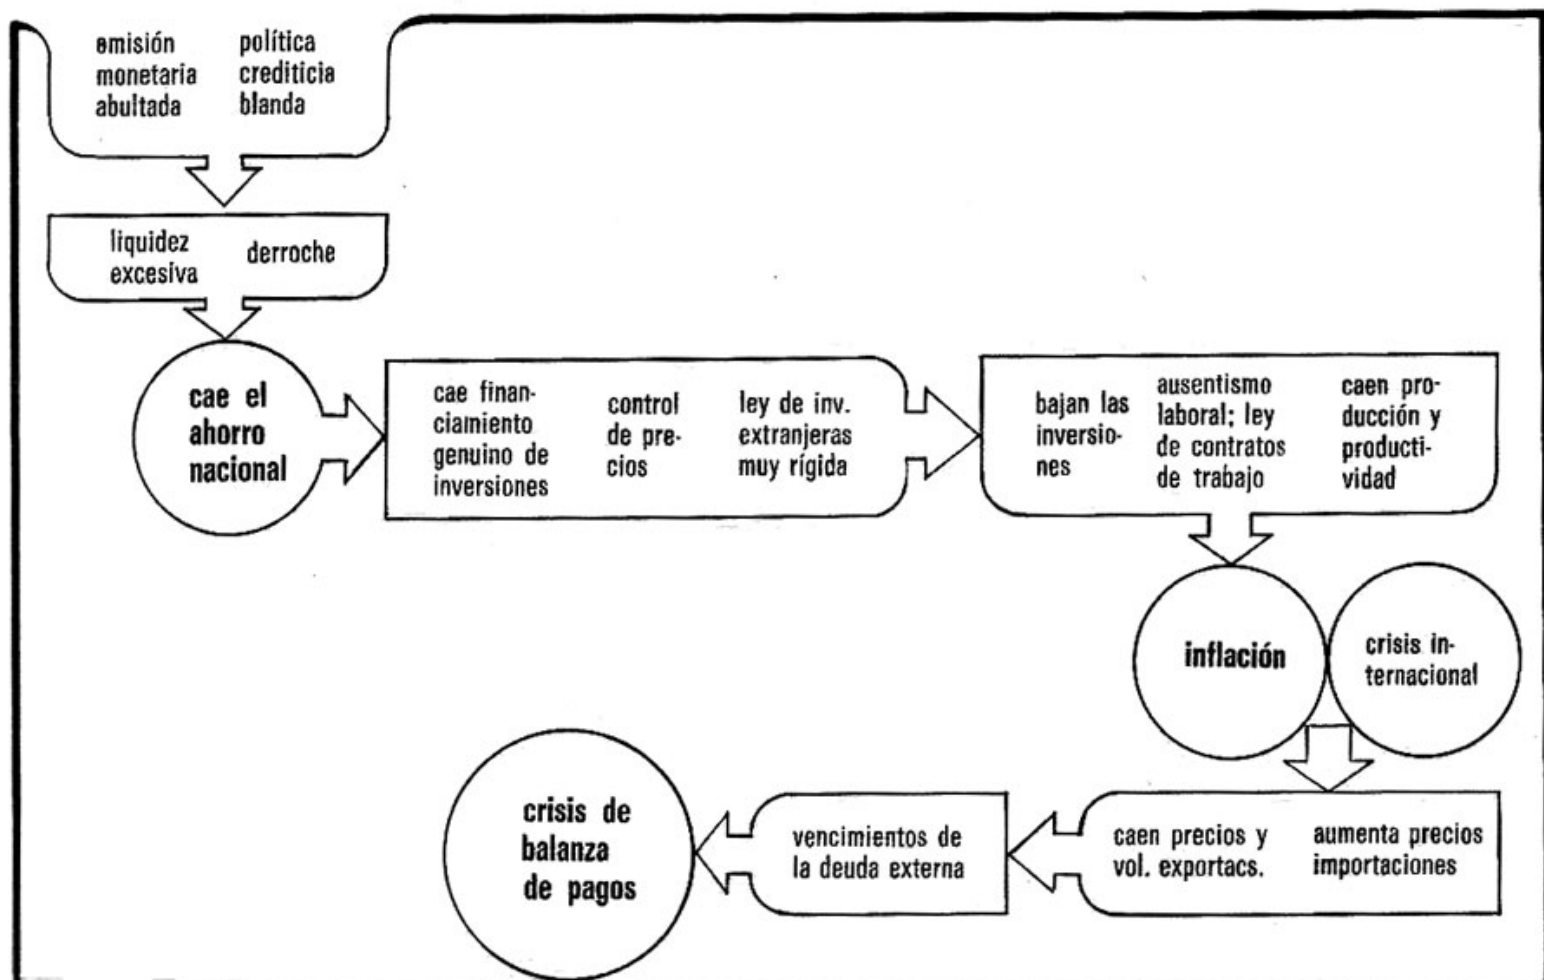 emisión
monetaria
abultada
política
crediticia
blanda
liquidez
excesiva
derroche
cae el
ahorro
nacional
cae finan-
ciamiento
genuino de
inversiones
control
de pre-
cios
ley de inv.
extranjeras
muy rígida
bajan las
inversio-
nes
ausentismo
laboral; ley
de contratos
de trabajo
caen pro-
ducción y
producti-
vidad
inflación
crisis in-
ternacional
caen precios y
vol. exportacs.
aumenta precios
importaciones
vencimientos de
la deuda externa
crisis de
balanza
de pagos